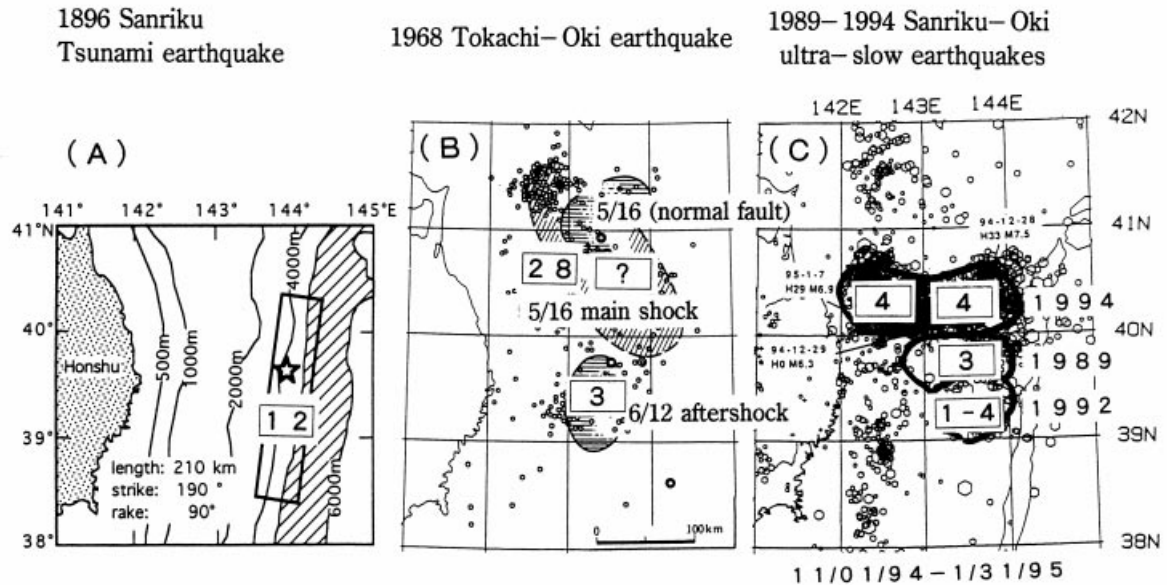 1896 Sanriku
Tsunami earthquake
1968 Tokachi-Oki earthquake
1989-1994 Sanriku-Oki
ultra-slow earthquakes
(A)
141° 142° 143° 144° 145°E
41°N
40°
39°
38°
Honshu
500m
1000m
2000m
4000m
6000m
12
length: 210 km
strike: 190°
rake: 90°
(B)
5/16 (normal fault)
28
?
5/16 main shock
3
6/12 aftershock
0 100km
(C)
142E 143E 144E
42N
41N
40N
39N
38N
94-12-28
H33 M7.5
95-1-7
H29 M6.9
94-12-29
H0 M6.3
4
4
1994
3
1989
1-4
1992
11/01/94-1/31/95